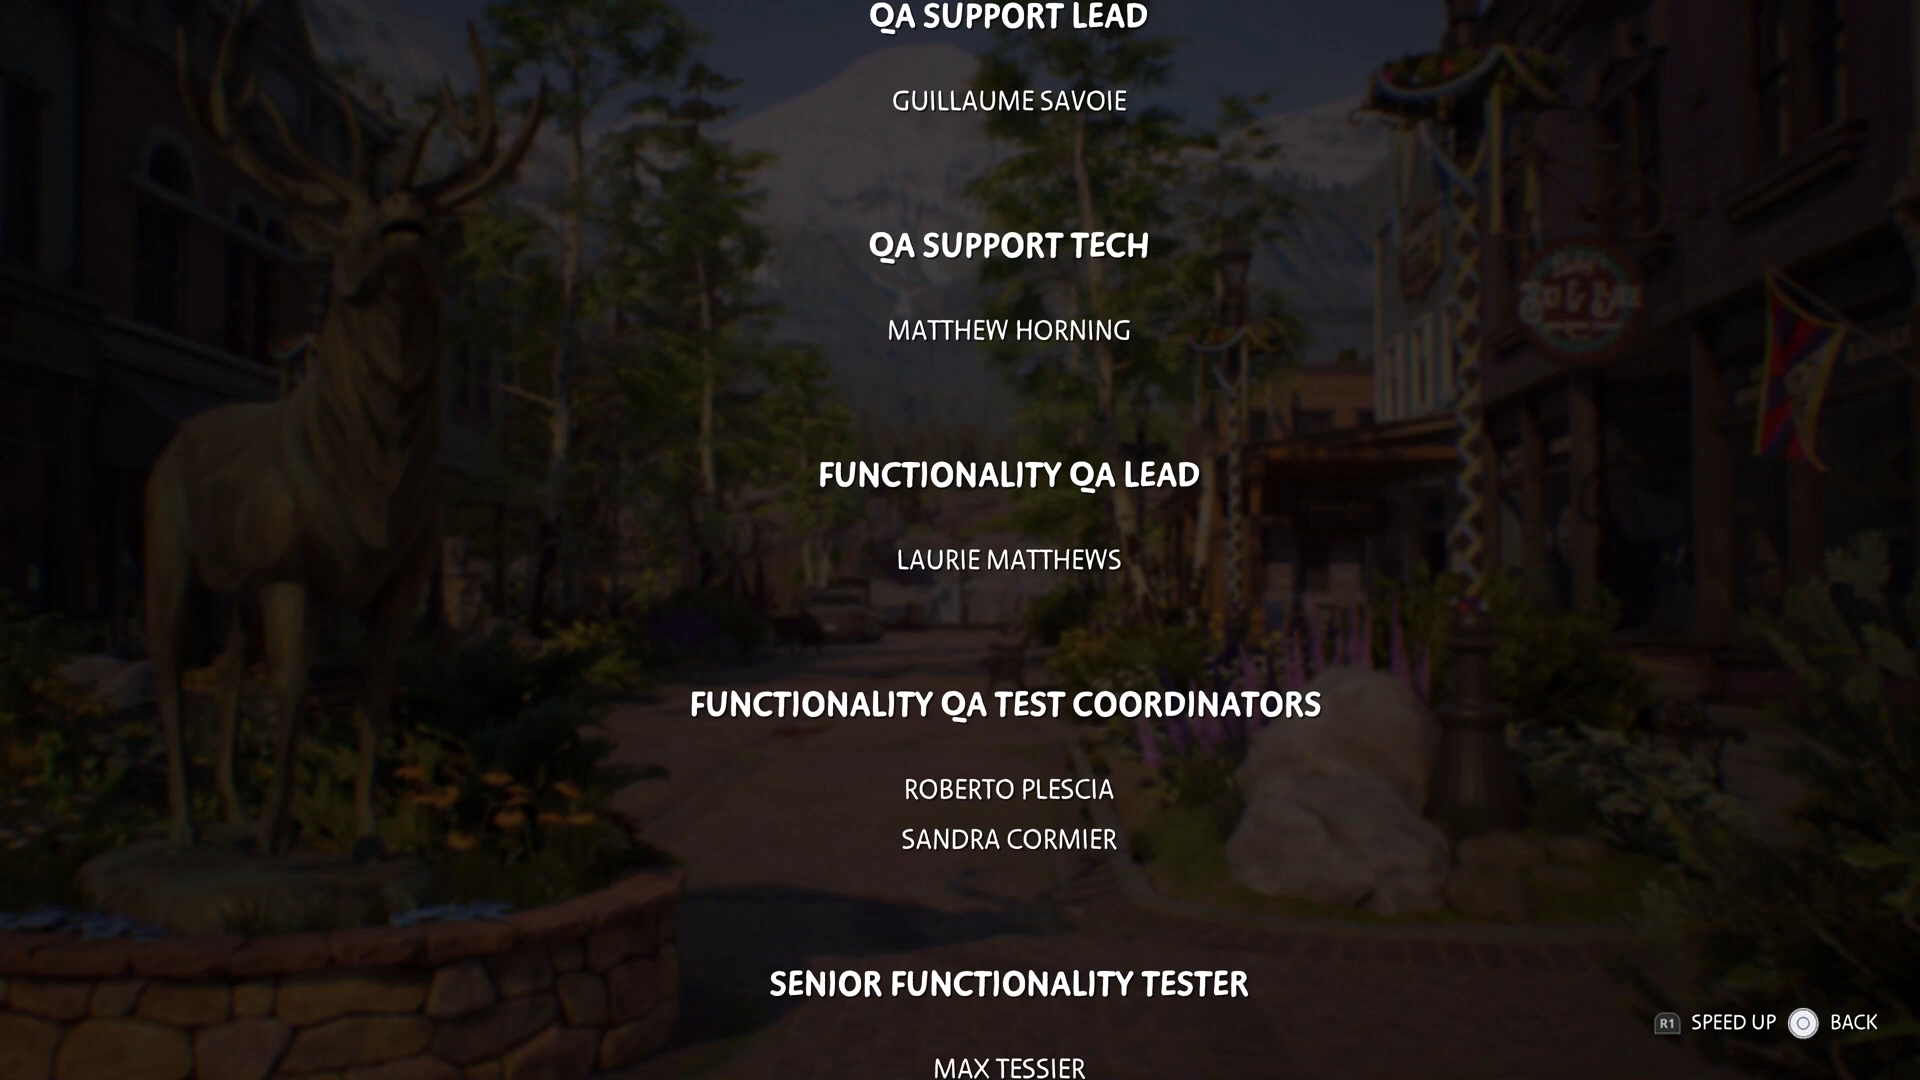 QA SUPPORT LEAD
GUILLAUME SAVOIE
QA SUPPORT TECH
MATTHEW HORNING
FUNCTIONALITY QA LEAD
LAURIE MATTHEWS
FUNCTIONALITY QA TEST COORDINATORS
ROBERTO PLESCIA
SANDRA CORMIER
SENIOR FUNCTIONALITY TESTER
R1 SPEED UP BACK
MAX TESSIER